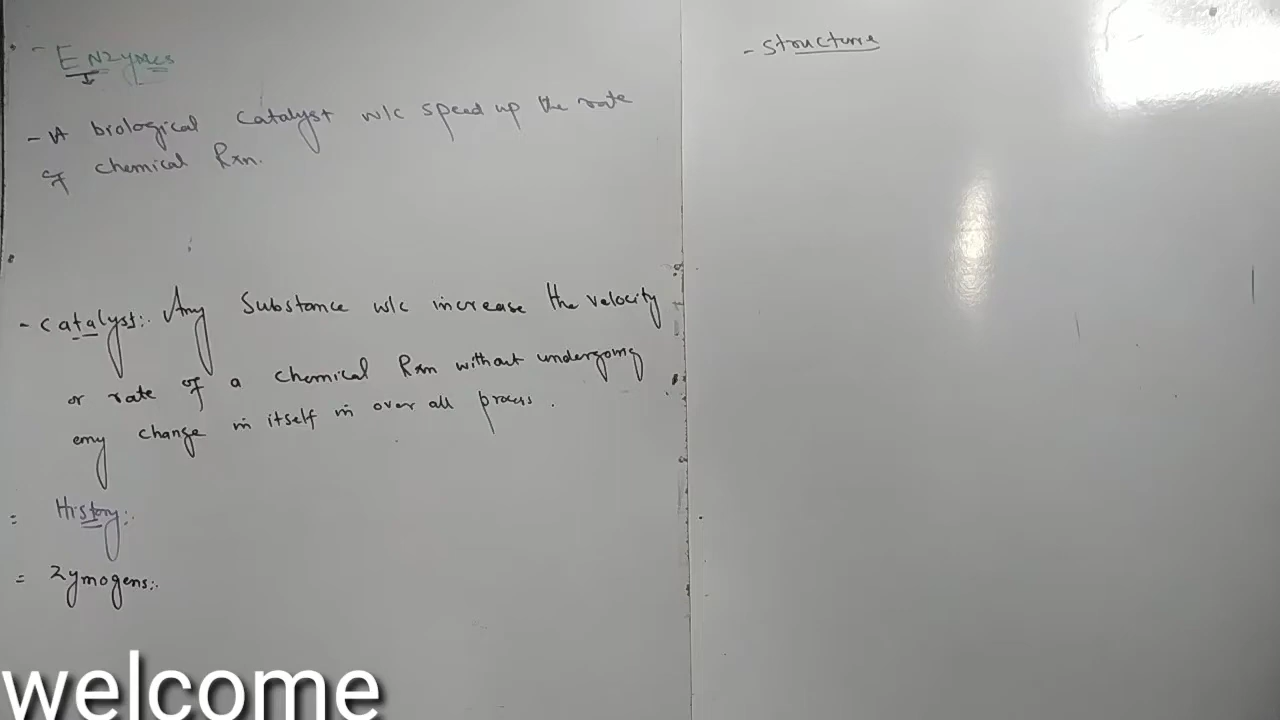 - Enzymes
- A biological catalyst w/c speed up the rate
of chemical Rxn.
- catalyst:. Any Substance w/c increase the velocity
or rate of a chemical Rxn without undergoing
any change in itself in over all process .
= History:.
= Zymogens:.
welcome
- structure